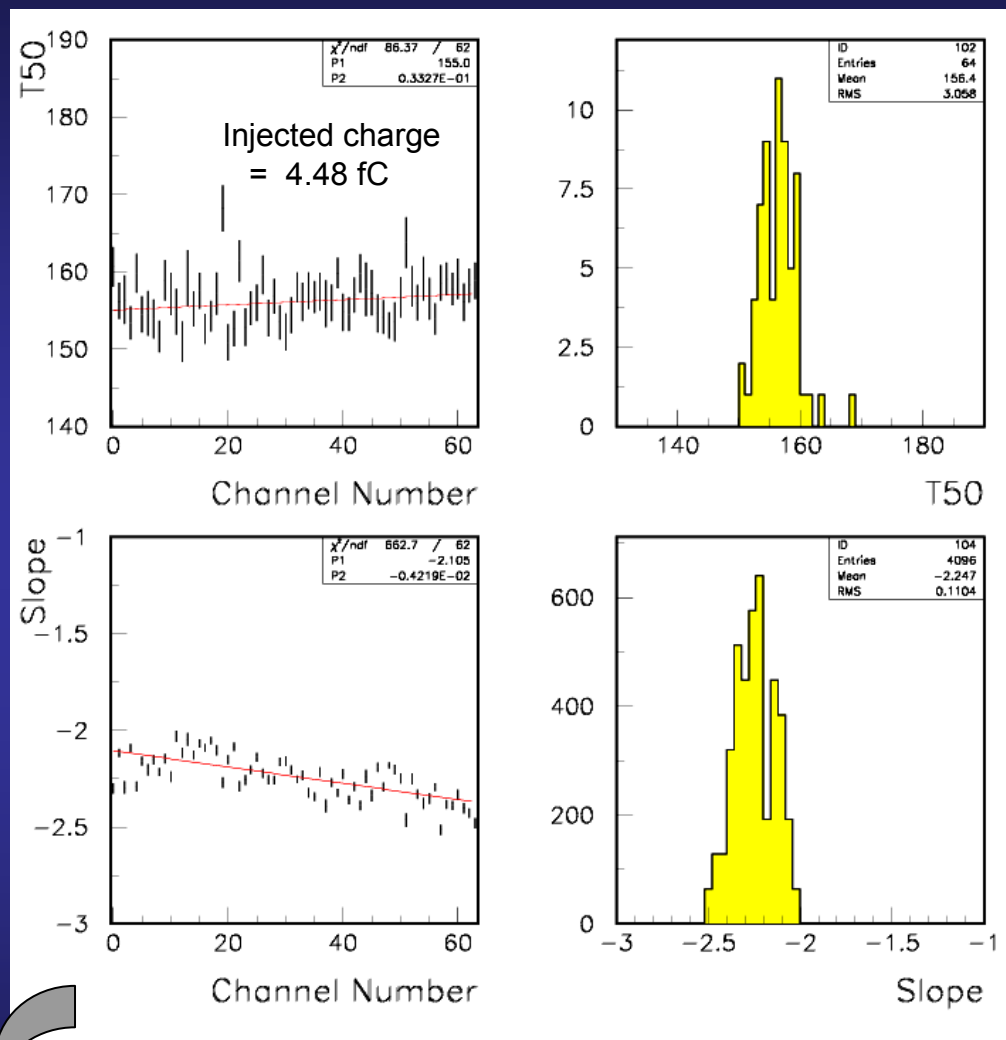 T50
190
180
170
160
150
140
χ²/ndf 86.37 / 62
P1 155.0
P2 0.3327E-01
Injected charge
= 4.48 fC
0 20 40 60
Channel Number
10
7.5
5
2.5
0
ID 102
Entries 64
Mean 156.4
RMS 3.058
140 160 180
T50
Slope
-1
-1.5
-2
-2.5
-3
χ²/ndf 662.7 / 62
P1 -2.105
P2 -0.4219E-02
0 20 40 60
Channel Number
600
400
200
0
ID 104
Entries 4096
Mean -2.247
RMS 0.1104
-3 -2.5 -2 -1.5 -1
Slope